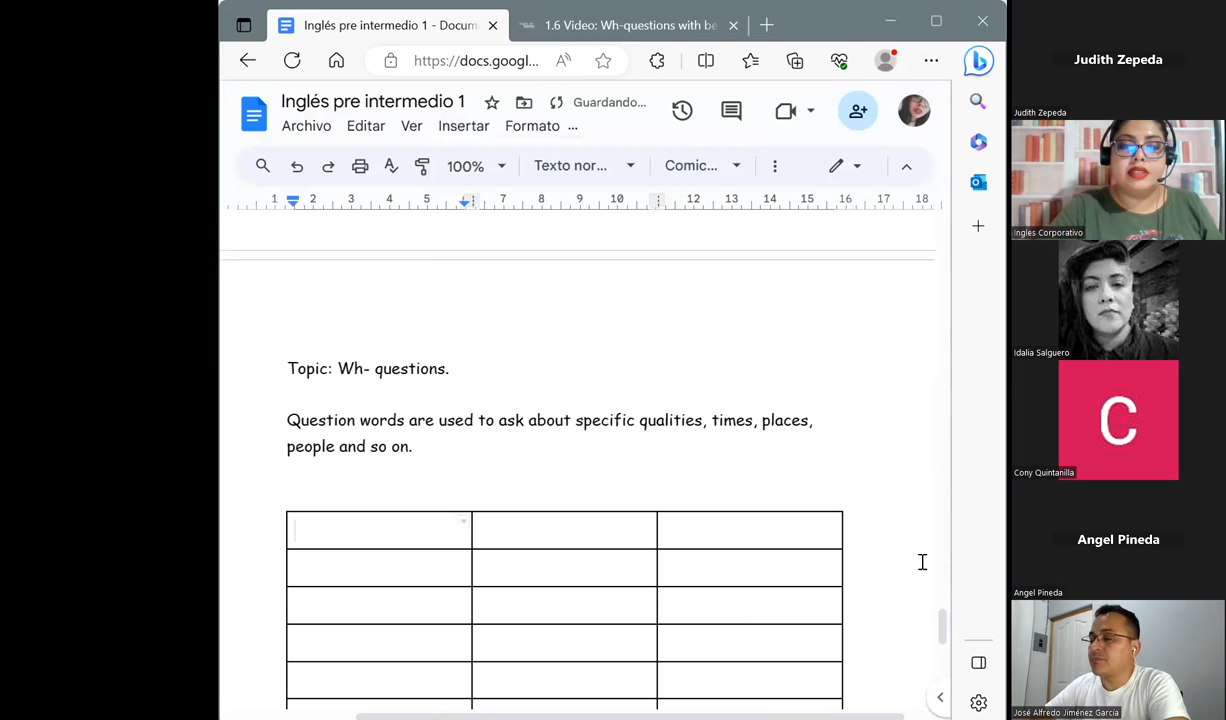 Inglés pre intermedio 1 - Docum
1.6 Video: Wh-questions with be
https://docs.googl...
Inglés pre intermedio 1
Guardando...
Archivo Editar Ver Insertar Formato ...
100% Texto nor... Comic...
1 2 3 4 5 7 8 9 10 12 13 14 15 16 17 18
Topic: Wh- questions.
Question words are used to ask about specific qualities, times, places,
people and so on.
Judith Zepeda
Judith Zepeda
Inglés Corporativo
Idalia Salguero
C
Cony Quintanilla
Angel Pineda
Angel Pineda
José Alfredo Jiménez García